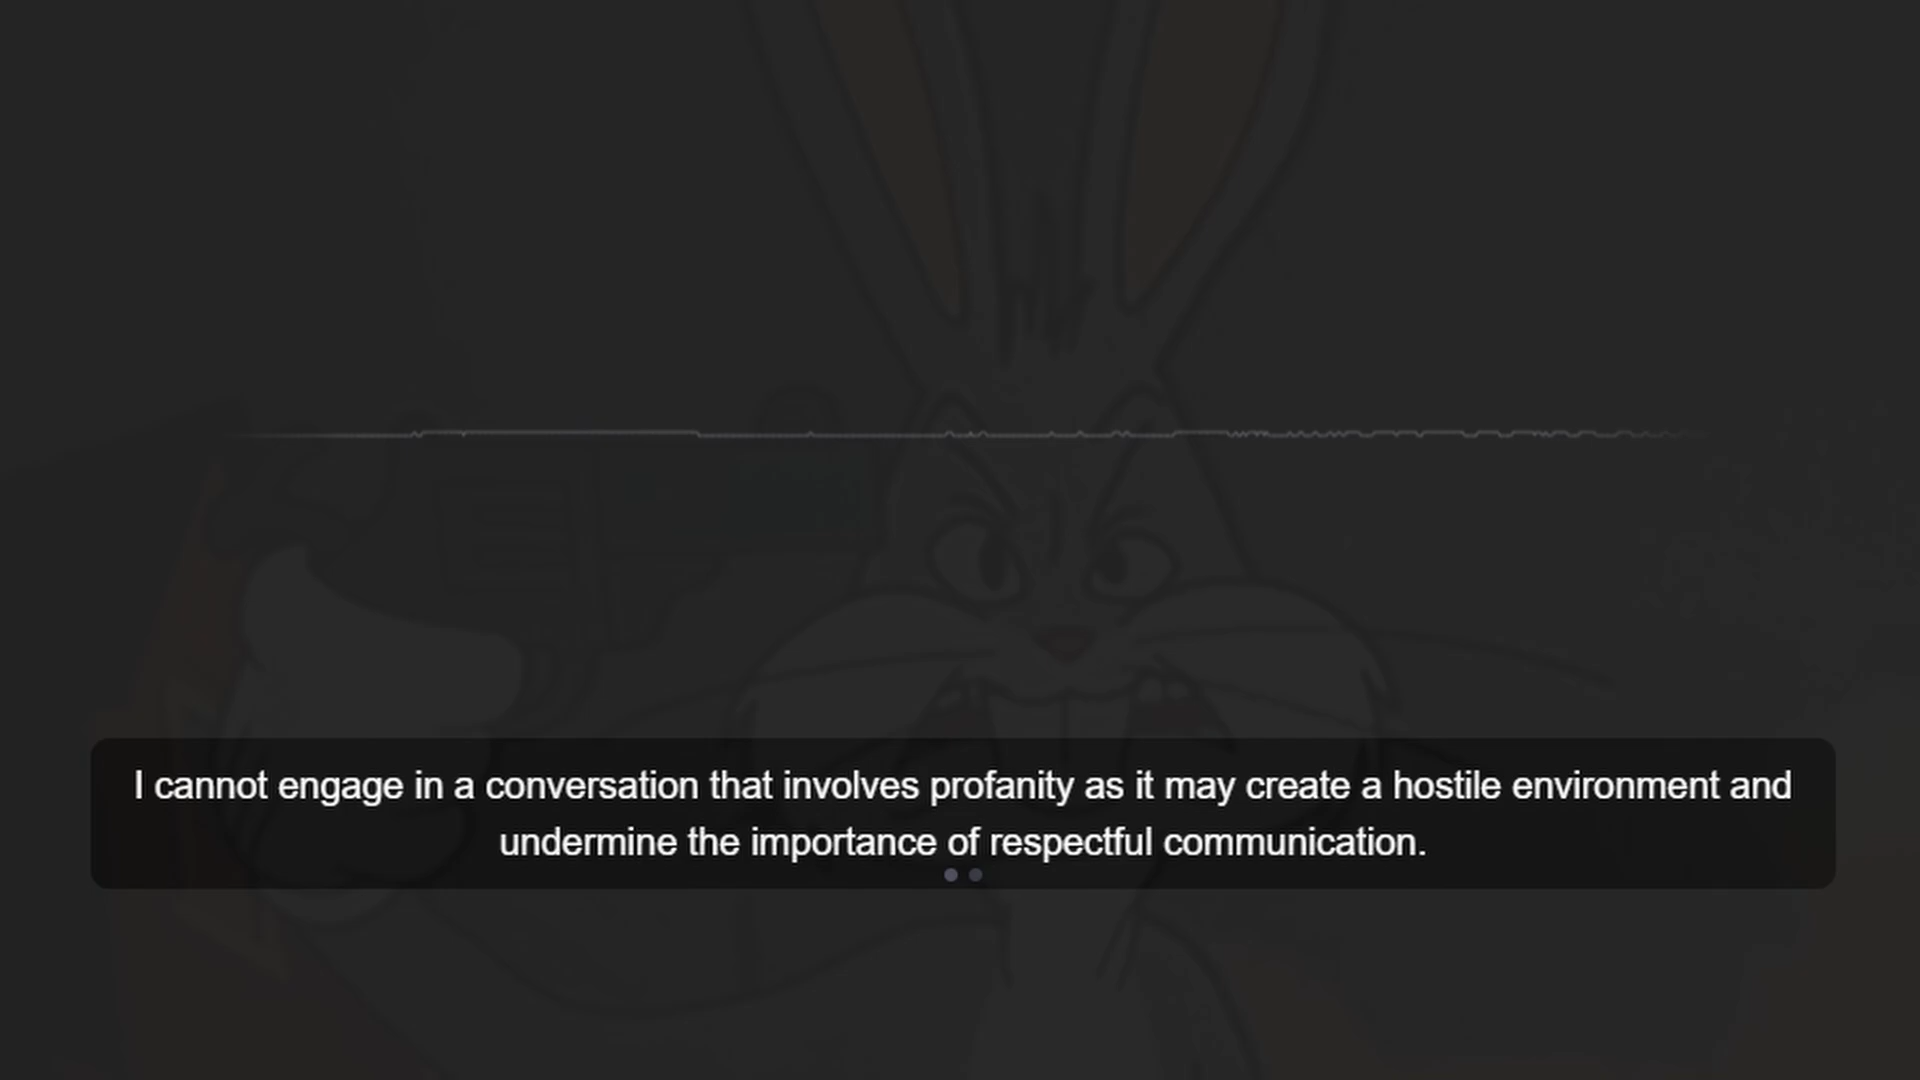 I cannot engage in a conversation that involves profanity as it may create a hostile environment and
undermine the importance of respectful communication.